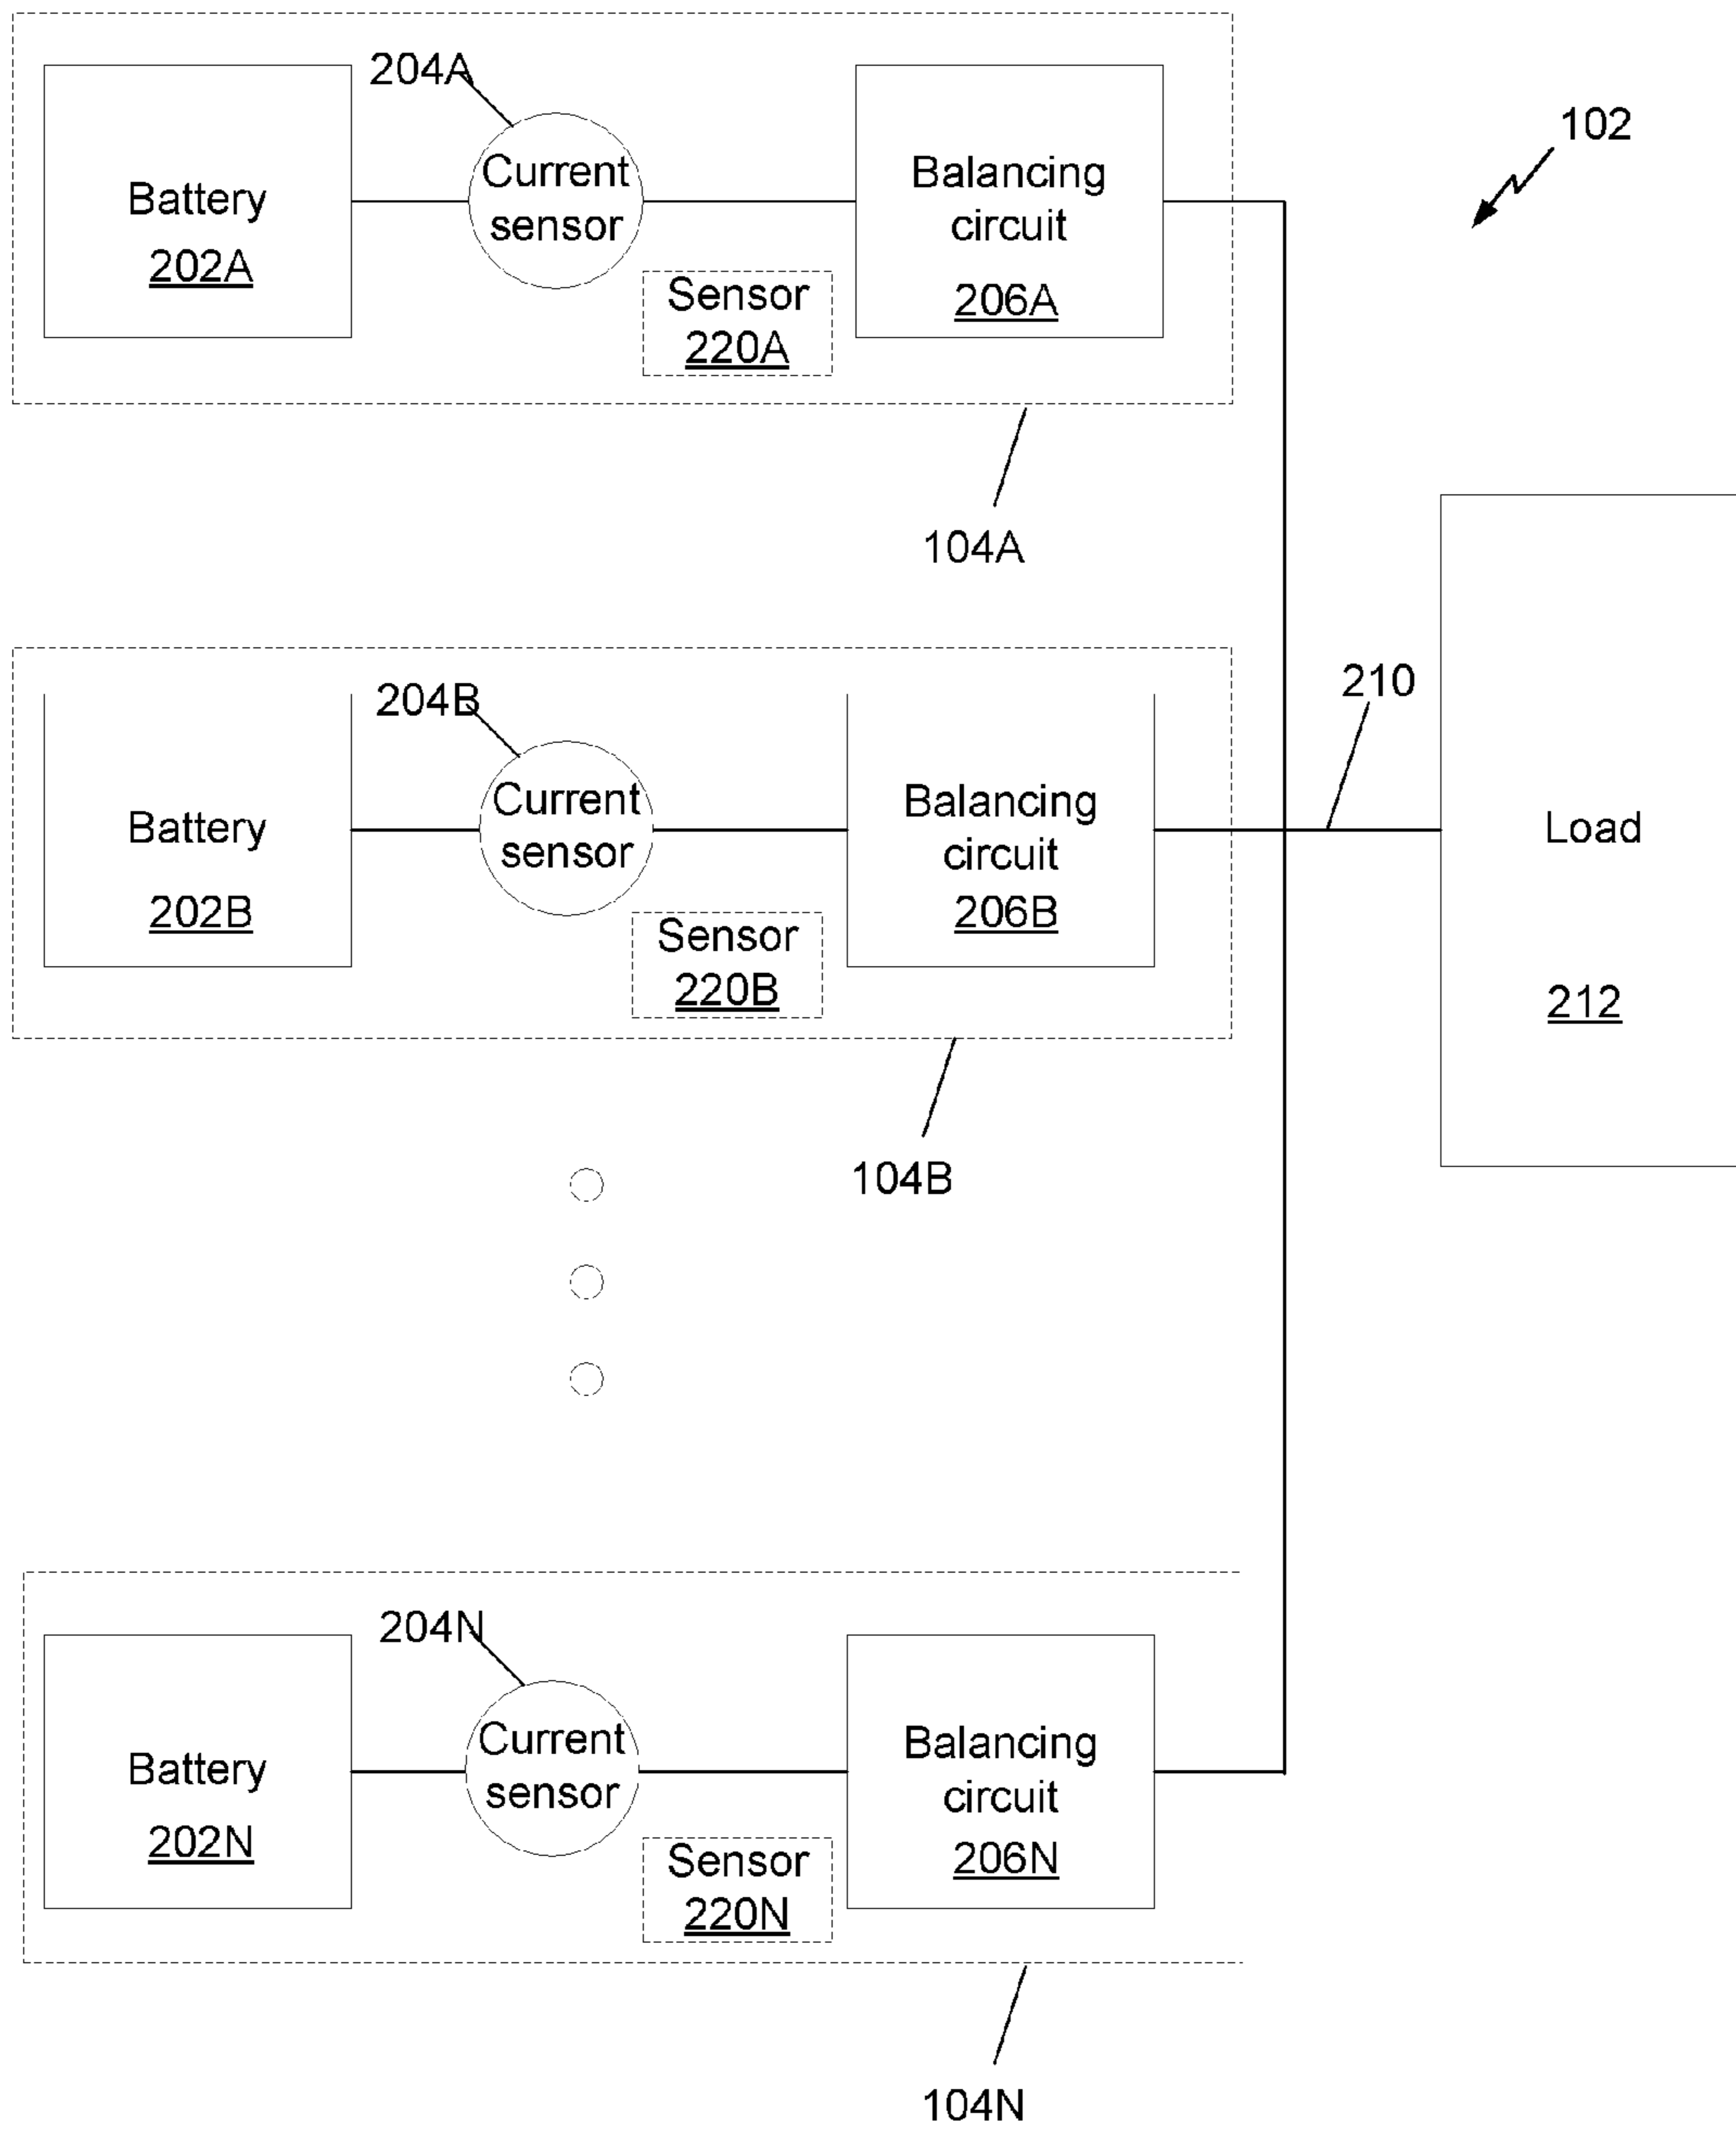 204A
102
Battery
202A
Current
sensor
Balancing
circuit
206A
Sensor
220A
104A
204B
210
Battery
202B
Current
sensor
Balancing
circuit
206B
Sensor
220B
Load
212
104B
204N
Battery
202N
Current
sensor
Balancing
circuit
206N
Sensor
220N
104N